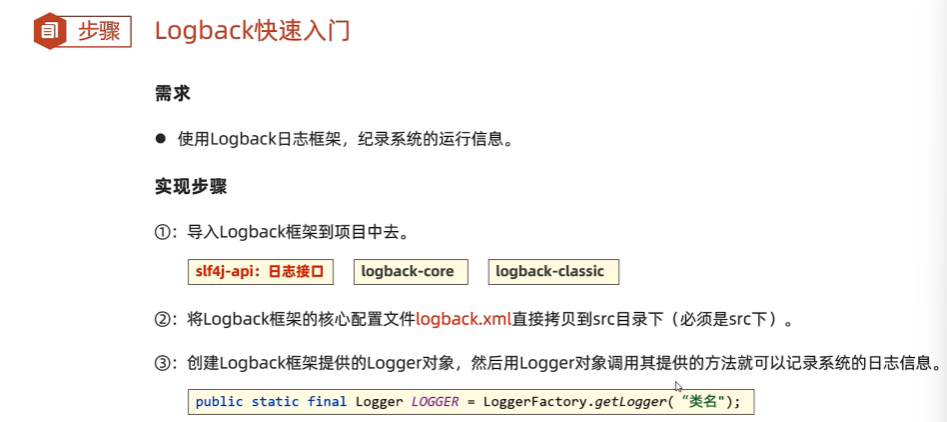 步骤 Logback快速入门
需求
● 使用Logback日志框架，纪录系统的运行信息。
实现步骤
①：导入Logback框架到项目中去。
slf4j-api：日志接口 logback-core logback-classic
②：将Logback框架的核心配置文件logback.xml直接拷贝到src目录下（必须是src下）。
③：创建Logback框架提供的Logger对象，然后用Logger对象调用其提供的方法就可以记录系统的日志信息。
public static final Logger LOGGER = LoggerFactory.getLogger( “类名");